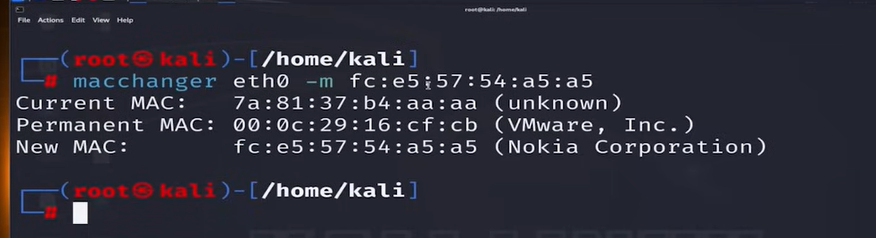 root@kali: /home/kali
File Actions Edit View Help
┌──(root㉿kali)-[/home/kali]
└─# macchanger eth0 -m fc:e5:57:54:a5:a5
Current MAC:   7a:81:37:b4:aa:aa (unknown)
Permanent MAC: 00:0c:29:16:cf:cb (VMware, Inc.)
New MAC:       fc:e5:57:54:a5:a5 (Nokia Corporation)
┌──(root㉿kali)-[/home/kali]
└─#